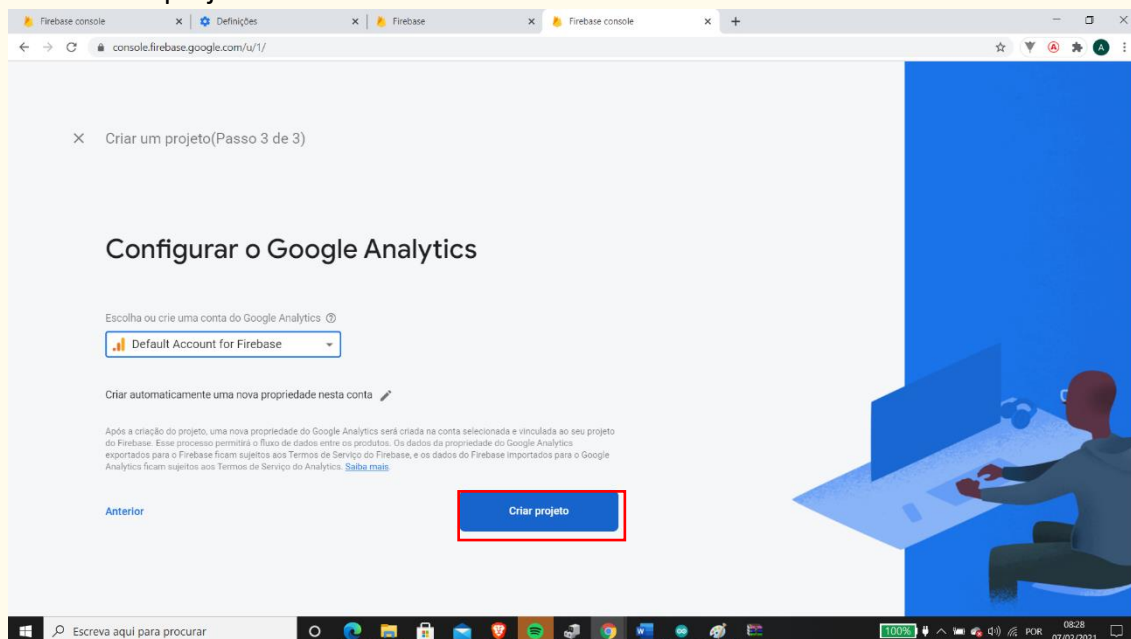 Firebase console
Definições
Firebase
Firebase console
console.firebase.google.com/u/1/
A
Criar um projeto(Passo 3 de 3)
Configurar o Google Analytics
Escolha ou crie uma conta do Google Analytics
Default Account for Firebase
Criar automaticamente uma nova propriedade nesta conta
Após a criação do projeto, uma nova propriedade do Google Analytics será criada na conta selecionada e vinculada ao seu projeto
do Firebase. Esse processo permitirá o fluxo de dados entre os produtos. Os dados da propriedade do Google Analytics
exportados para o Firebase ficam sujeitos aos Termos de Serviço do Firebase, e os dados do Firebase importados para o Google
Analytics ficam sujeitos aos Termos de Serviço do Analytics. Saiba mais.
Anterior
Criar projeto
Escreva aqui para procurar
100%
POR
08:28
07/02/2021